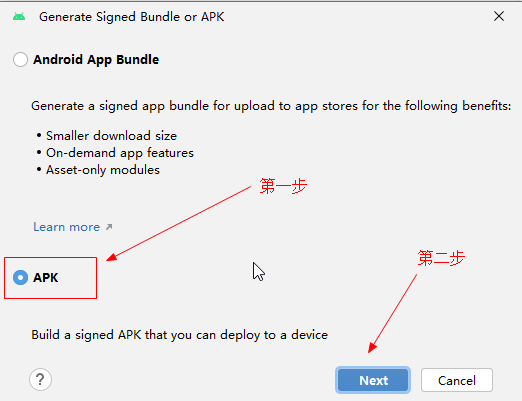 Generate Signed Bundle or APK
Android App Bundle
Generate a signed app bundle for upload to app stores for the following benefits:
• Smaller download size
• On-demand app features
• Asset-only modules
第一步
Learn more ↗
第二步
APK
Build a signed APK that you can deploy to a device
?
Next
Cancel